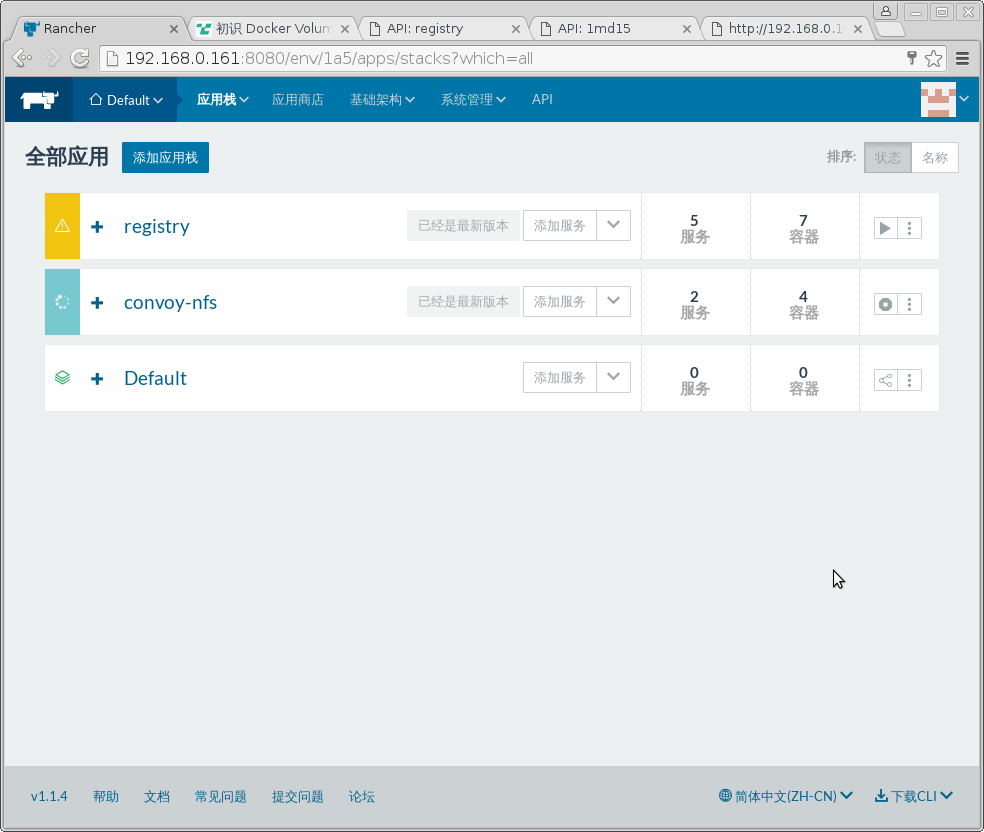 Rancher
初识 Docker Volum
API: registry
API: 1md15
http://192.168.0.1
192.168.0.161:8080/env/1a5/apps/stacks?which=all
Default
应用栈
应用商店
基础架构
系统管理
API
全部应用
添加应用栈
排序:
状态
名称
registry
已经是最新版本
添加服务
5
服务
7
容器
convoy-nfs
已经是最新版本
添加服务
2
服务
4
容器
Default
添加服务
0
服务
0
容器
v1.1.4
帮助
文档
常见问题
提交问题
论坛
简体中文(ZH-CN)
下载CLI